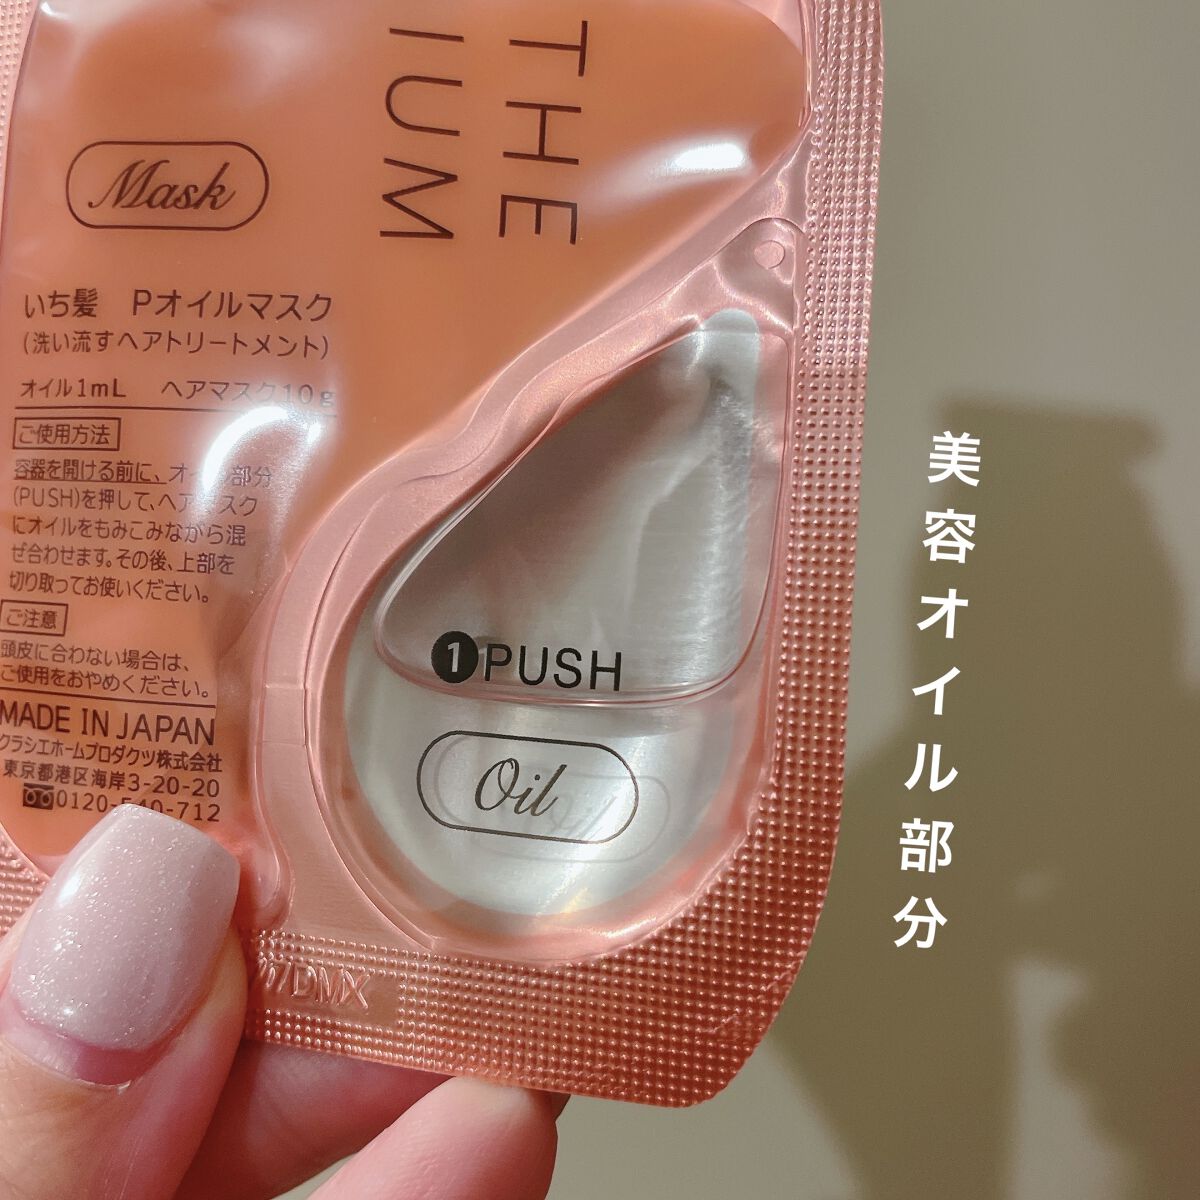 THE
IUM
Mask
いち髪 Pオイルマスク
(洗い流すヘアトリートメント)
オイル1mL ヘアマスク10g
ご使用方法
容器を開ける前に、オイル部分
(PUSH)を押して、ヘアマスク
にオイルをもみこみながら混
ぜ合わせます。その後、上部を
切り取ってお使いください。
ご注意
頭皮に合わない場合は、
ご使用をおやめください。
MADE IN JAPAN
クラシエホームプロダクツ株式会社
東京都港区海岸3-20-20
0120-540-712
1 PUSH
Oil
DMX
美容オイル部分